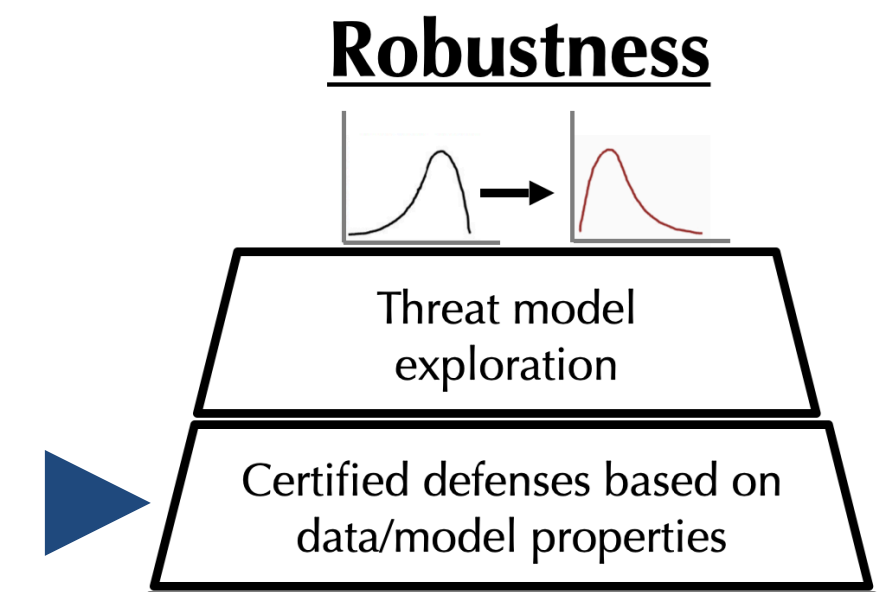 Robustness
Threat model
exploration
Certified defenses based on
data/model properties